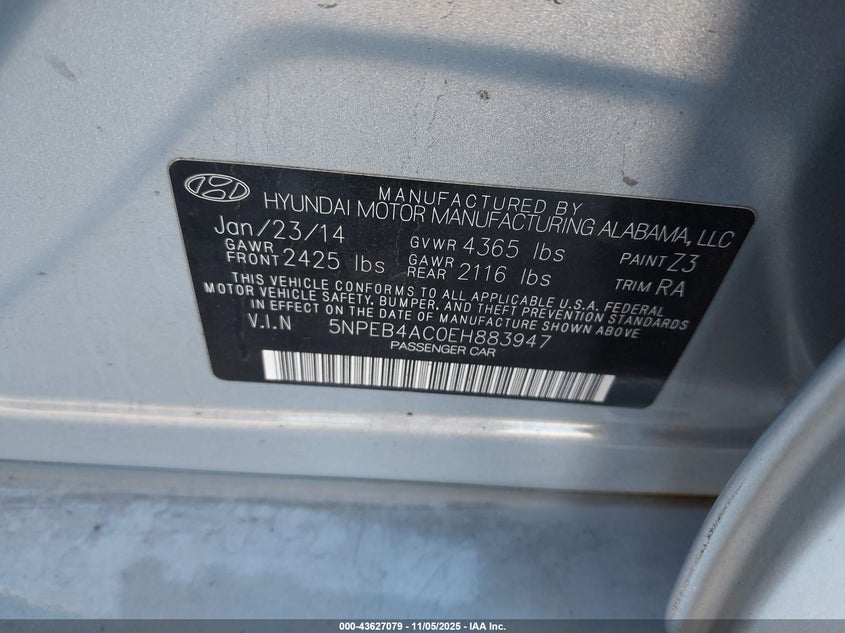 MANUFACTURED BY
HYUNDAI MOTOR MANUFACTURING ALABAMA, LLC
Jan/23/14 GVWR 4365 lbs PAINT Z3
GAWR FRONT 2425 lbs GAWR REAR 2116 lbs TRIM RA
THIS VEHICLE CONFORMS TO ALL APPLICABLE U.S.A. FEDERAL
MOTOR VEHICLE SAFETY, BUMPER, AND THEFT PREVENTION STANDARDS
IN EFFECT ON THE DATE OF MANUFACTURE SHOWN ABOVE
V.I.N 5NPEB4AC0EH883947
PASSENGER CAR
000-43627079 - 11/05/2025 - IAA Inc.